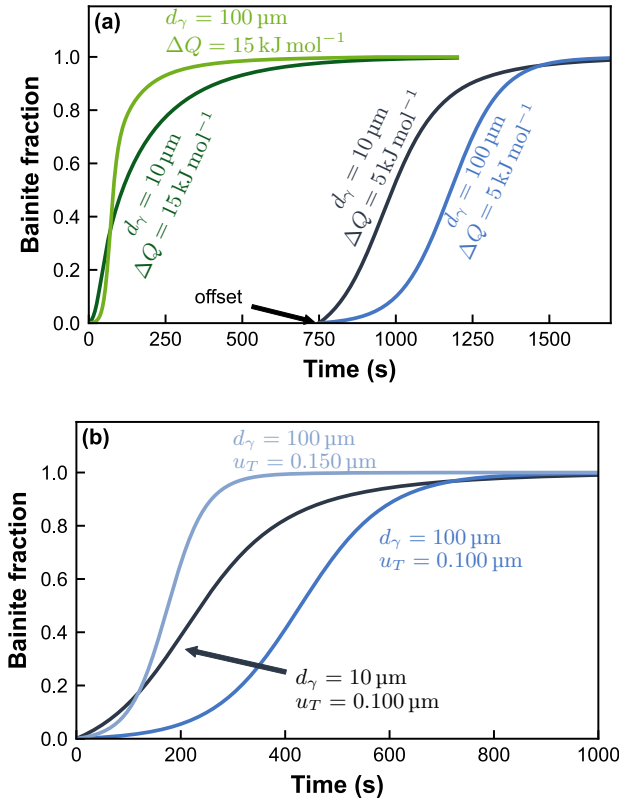 (a)
d_γ = 100 µm
ΔQ = 15 kJ mol⁻¹
d_γ = 10 µm
ΔQ = 15 kJ mol⁻¹
d_γ = 10 µm
ΔQ = 5 kJ mol⁻¹
d_γ = 100 µm
ΔQ = 5 kJ mol⁻¹
offset
Bainite fraction
1.0
0.8
0.6
0.4
0.2
0.0
0 250 500 750 1000 1250 1500
Time (s)
(b)
d_γ = 100 µm
u_T = 0.150 µm
d_γ = 100 µm
u_T = 0.100 µm
d_γ = 10 µm
u_T = 0.100 µm
Bainite fraction
1.0
0.8
0.6
0.4
0.2
0.0
0 200 400 600 800 1000
Time (s)